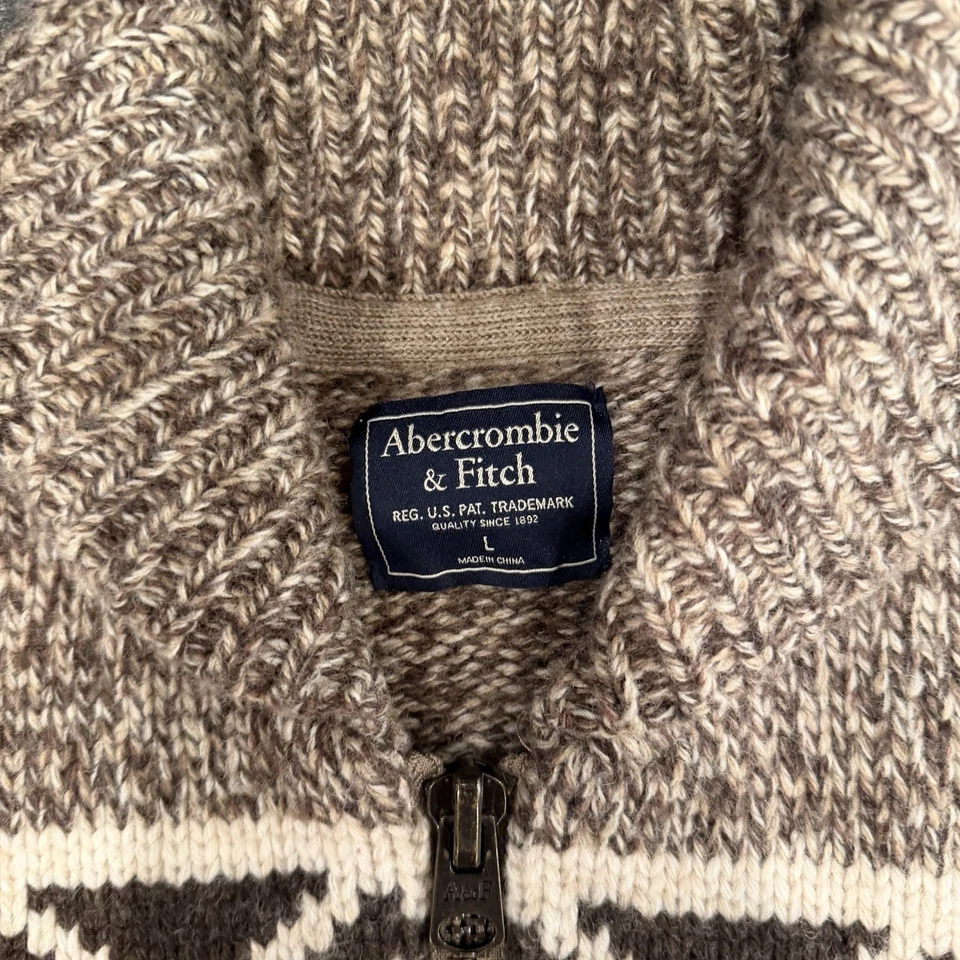 Abercrombie
& Fitch
REG. U.S. PAT. TRADEMARK
QUALITY SINCE 1892
L
MADE IN CHINA
A&F